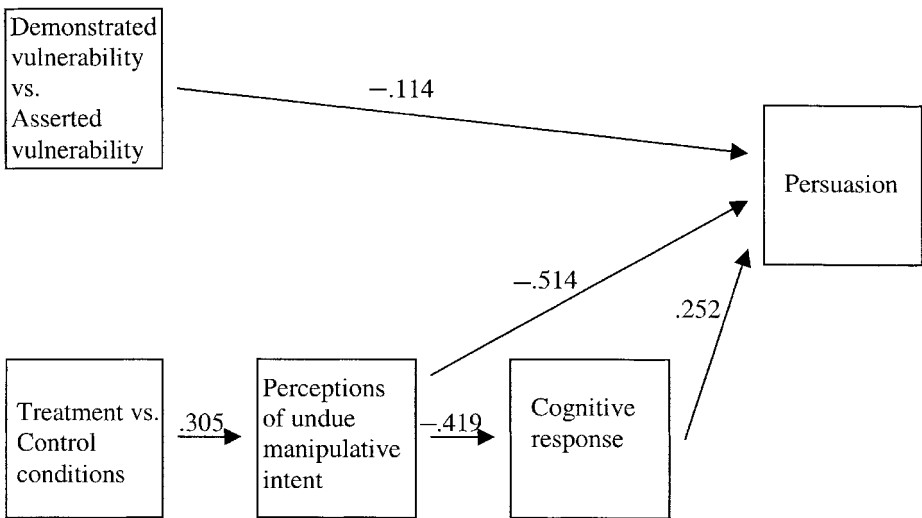 Demonstrated
vulnerability
vs.
Asserted
vulnerability
−.114
Persuasion
−.514
.252
Treatment vs.
Control
conditions
.305
Perceptions
of undue
manipulative
intent
−.419
Cognitive
response